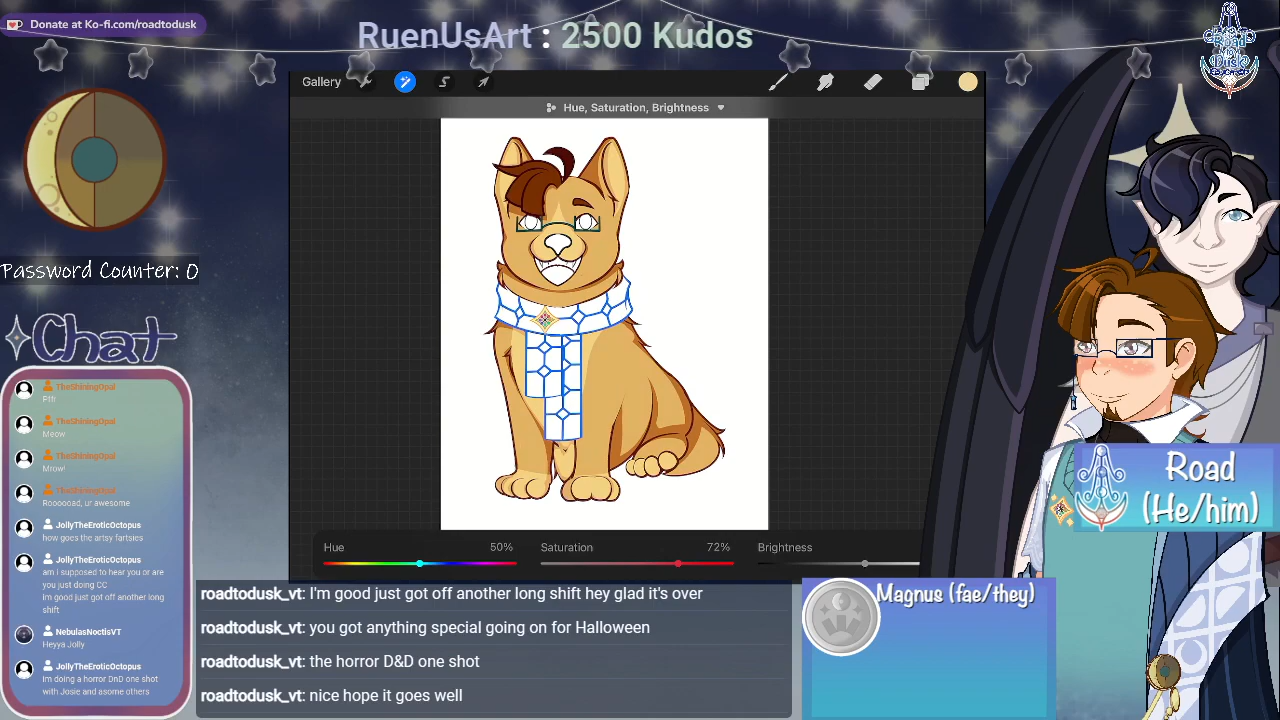 Donate at Ko-fi.com/roadtodusk
RuenUsArt : 2500 Kudos
Road
Dusk
Gallery
Hue, Saturation, Brightness
Password Counter: 0
Chat
TheShiningOpal
Pfft
TheShiningOpal
Meow
TheShiningOpal
Mrow!
TheShiningOpal
Roooooad, ur awesome
JollyTheEroticOctopus
how goes the artsy fartsies
JollyTheEroticOctopus
am i supposed to hear you or are
you just doing CC
im good just got off another long
shift
NebulasNoctisVT
Heyya Jolly
JollyTheEroticOctopus
im doing a horror DnD one shot
with Josie and asome others
Hue
50%
Saturation
72%
Brightness
roadtodusk_vt: I'm good just got off another long shift hey glad it's over
roadtodusk_vt: you got anything special going on for Halloween
roadtodusk_vt: the horror D&D one shot
roadtodusk_vt: nice hope it goes well
Road
(He/him)
Magnus (fae/they)